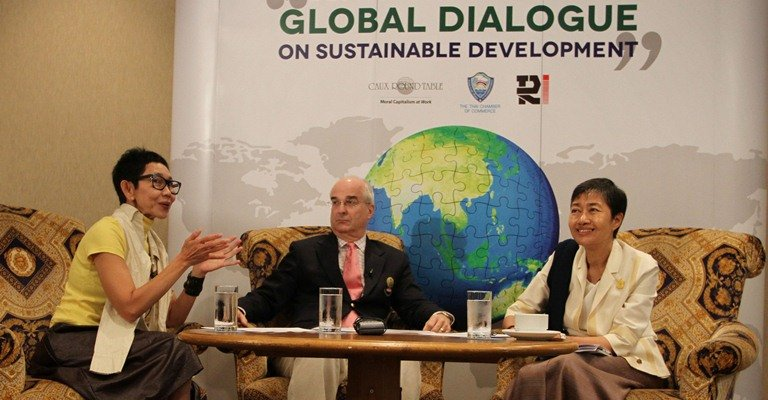 " GLOBAL DIALOGUE
ON SUSTAINABLE DEVELOPMENT "
CAUX ROUND TABLE
Moral Capitalism at Work
THE THAI CHAMBER
OF COMMERCE